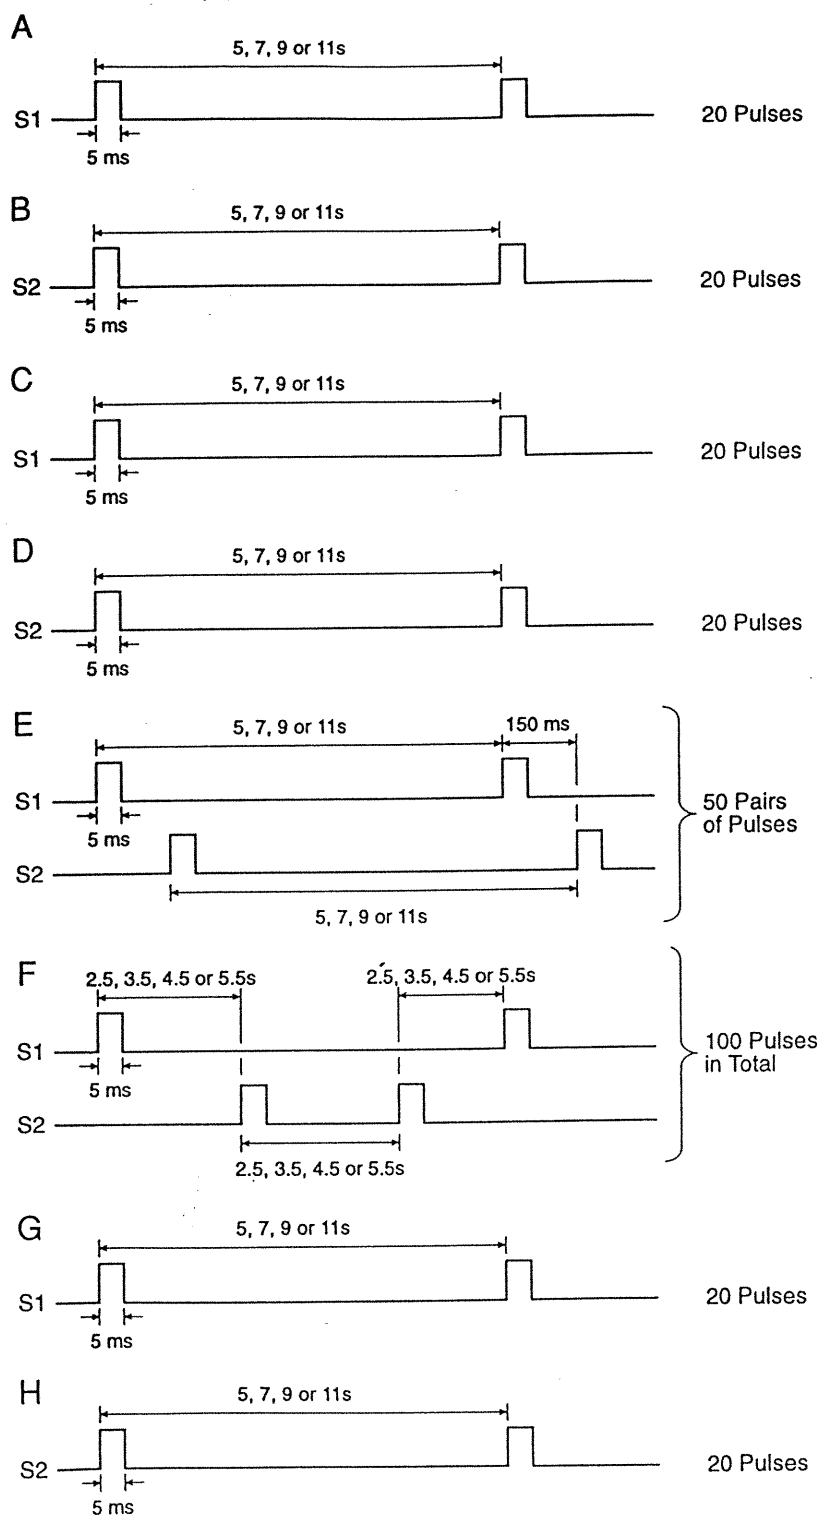 A
5, 7, 9 or 11s
S1
20 Pulses
5 ms
B
5, 7, 9 or 11s
S2
20 Pulses
5 ms
C
5, 7, 9 or 11s
S1
20 Pulses
5 ms
D
5, 7, 9 or 11s
S2
20 Pulses
5 ms
E
5, 7, 9 or 11s
150 ms
S1
5 ms
50 Pairs
of Pulses
S2
5, 7, 9 or 11s
F
2.5, 3.5, 4.5 or 5.5s
2.5, 3.5, 4.5 or 5.5s
S1
5 ms
100 Pulses
in Total
S2
2.5, 3.5, 4.5 or 5.5s
G
5, 7, 9 or 11s
S1
20 Pulses
5 ms
H
5, 7, 9 or 11s
S2
20 Pulses
5 ms